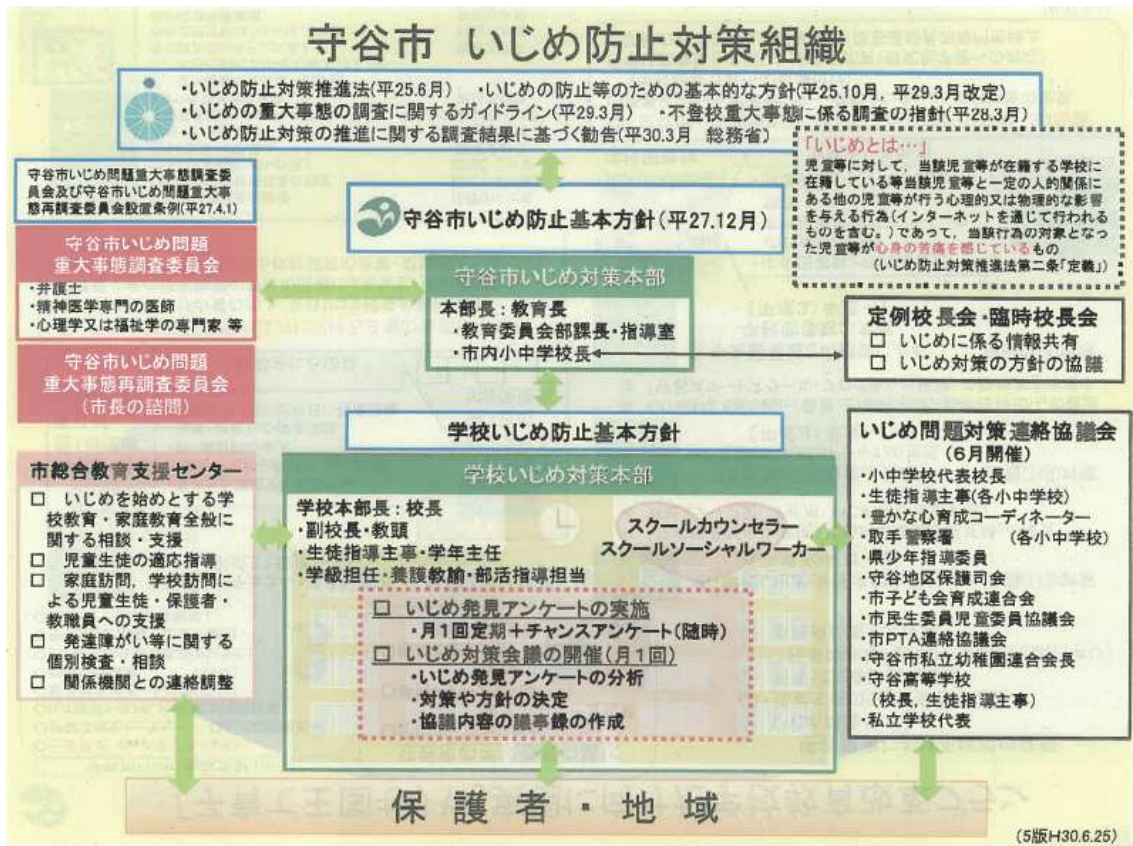 守谷市 いじめ防止対策組織
・いじめ防止対策推進法(平25.6月) ・いじめの防止等のための基本的な方針(平25.10月,平29.3月改定)
・いじめの重大事態の調査に関するガイドライン(平29.3月) ・不登校重大事態に係る調査の指針(平28.3月)
・いじめ防止対策の推進に関する調査結果に基づく勧告(平30.3月 総務省)
「いじめとは…」
児童等に対して,当該児童等が在籍する学校に
在籍している等当該児童等と一定の人的関係に
ある他の児童等が行う心理的又は物理的な影響
を与える行為(インターネットを通じて行われる
ものを含む。)であって,当該行為の対象となっ
た児童等が心身の苦痛を感じているもの
(いじめ防止対策推進法第二条「定義」)
守谷市いじめ問題重大事態調査委
員会及び守谷市いじめ問題重大事
態再調査委員会設置条例(平27.4.1)
守谷市いじめ防止基本方針(平27.12月)
守谷市いじめ問題
重大事態調査委員会
・弁護士
・精神医学専門の医師
・心理学又は福祉学の専門家 等
守谷市いじめ問題
重大事態再調査委員会
(市長の諮問)
守谷市いじめ対策本部
本部長:教育長
・教育委員会部課長・指導室
・市内小中学校長
定例校長会・臨時校長会
□ いじめに係る情報共有
□ いじめ対策の方針の協議
学校いじめ防止基本方針
市総合教育支援センター
□ いじめを始めとする学
校教育・家庭教育全般に
関する相談・支援
□ 児童生徒の適応指導
□ 家庭訪問,学校訪問に
よる児童生徒・保護者・
教職員への支援
□ 発達障がい等に関する
個別検査・相談
□ 関係機関との連絡調整
学校いじめ対策本部
学校本部長:校長
・副校長・教頭
・生徒指導主事・学年主任
・学級担任・養護教諭・部活指導担当
スクールカウンセラー
スクールソーシャルワーカー
□ いじめ発見アンケートの実施
・月1回定期+チャンスアンケート(随時)
□ いじめ対策会議の開催(月1回)
・いじめ発見アンケートの分析
・対策や方針の決定
・協議内容の議事録の作成
いじめ問題対策連絡協議会
(6月開催)
・小中学校代表校長
・生徒指導主事(各小中学校)
・豊かな心育成コーディネーター
・取手警察署 (各小中学校)
・県少年指導委員
・守谷地区保護司会
・市子ども会育成連合会
・市民生委員児童委員協議会
・市PTA連絡協議会
・守谷市私立幼稚園連合会長
・守谷高等学校
(校長,生徒指導主事)
・私立学校代表
保護者・地域
(5版H30.6.25)